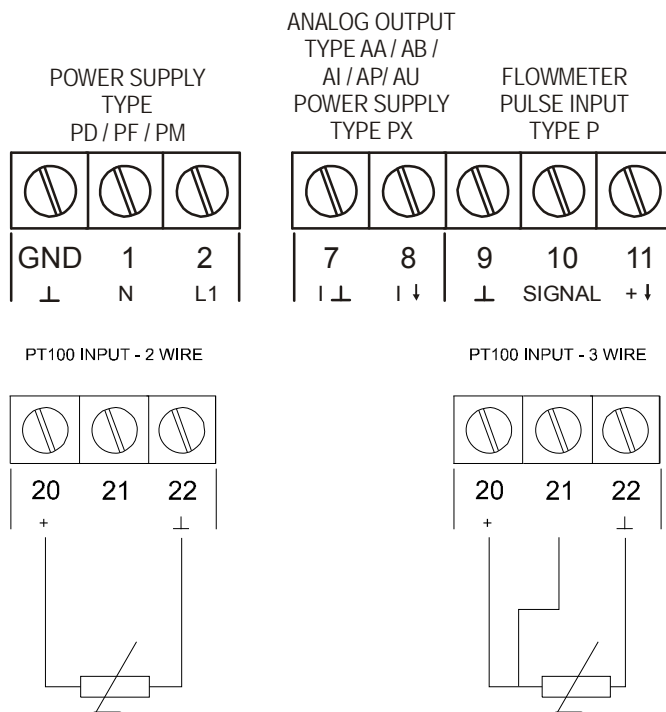 POWER SUPPLY
TYPE
PD / PF / PM
ANALOG OUTPUT
TYPE AA / AB /
AI / AP/ AU
POWER SUPPLY
TYPE PX
FLOWMETER
PULSE INPUT
TYPE P
GND 1 2
⊥ N L1
7 8 9 10 11
I ⊥ I ↓ ⊥ SIGNAL + ↓
PT100 INPUT - 2 WIRE
20 21 22
+ ⊥
PT100 INPUT - 3 WIRE
20 21 22
+ ⊥